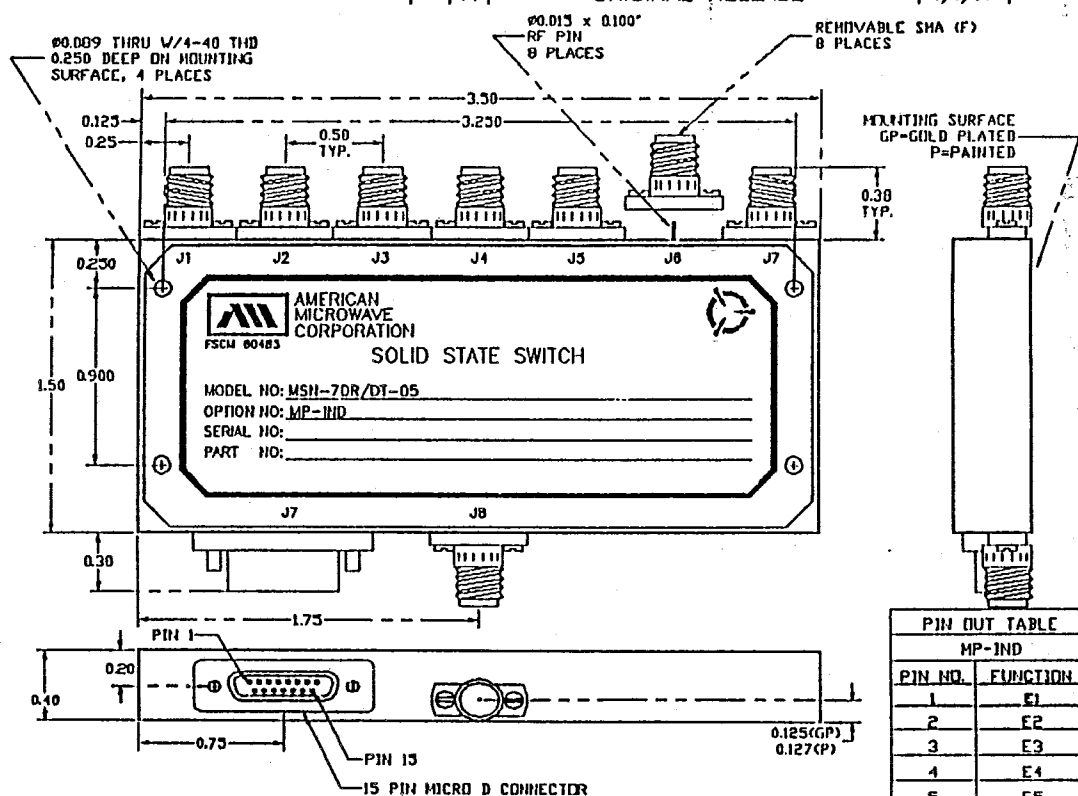 Ø0.089 THRU W/4-40 THD
0.250 DEEP ON MOUNTING
SURFACE, 4 PLACES
Ø0.015 x 0.100"
RF PIN
8 PLACES
REMOVABLE SMA (F)
8 PLACES
MOUNTING SURFACE
GP=GOLD PLATED
P=PAINTED
3.50
3.250
0.125
0.25
0.50
TYP.
0.38
TYP.
J1 J2 J3 J4 J5 J6 J7
0.250
0.900
1.50
AMERICAN
MICROWAVE
CORPORATION
FSCM 60483
SOLID STATE SWITCH
MODEL NO: MSN-7DR/DT-05
OPTION NO: MP-IND
SERIAL NO:
PART NO:
J7 J8
0.30
1.75
PIN 1
0.20
0.40
0.75
PIN 15
15 PIN MICRO D CONNECTOR
0.125(GP)
0.127(P)
PIN OUT TABLE
MP-IND
PIN NO. FUNCTION
1 E1
2 E2
3 E3
4 E4